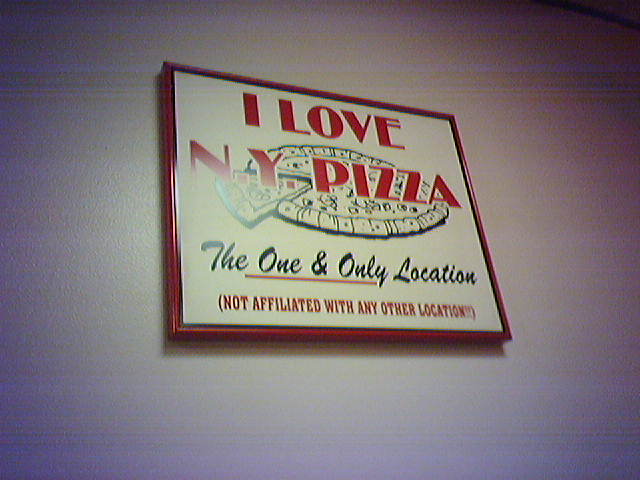 I LOVE
N.Y. PIZZA
The One & Only Location
(NOT AFFILIATED WITH ANY OTHER LOCATION!!)